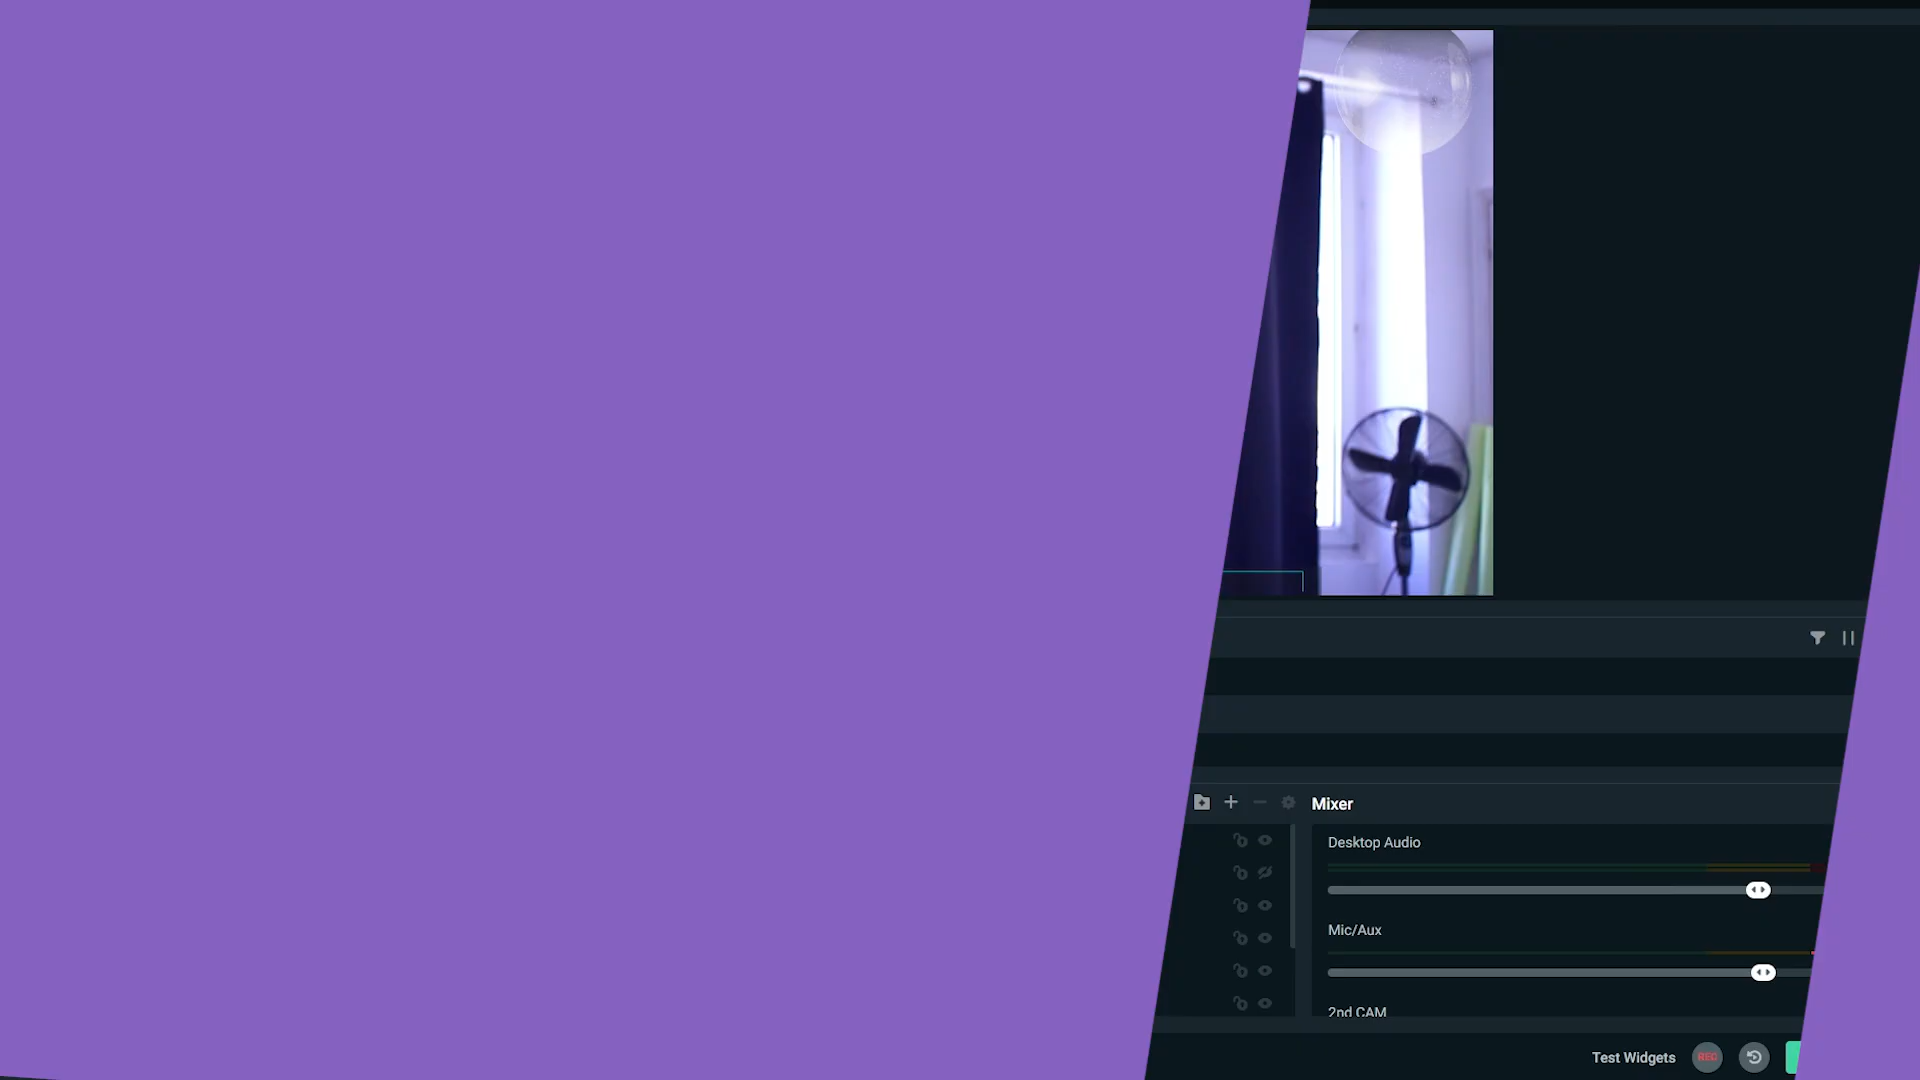 Mixer
Desktop Audio
Mic/Aux
2nd CAM
Test Widgets
REC